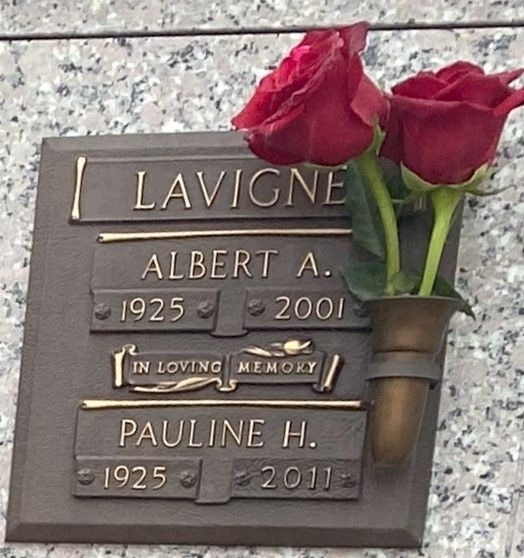 LAVIGNE
ALBERT A.
1925 2001
IN LOVING MEMORY
PAULINE H.
1925 2011